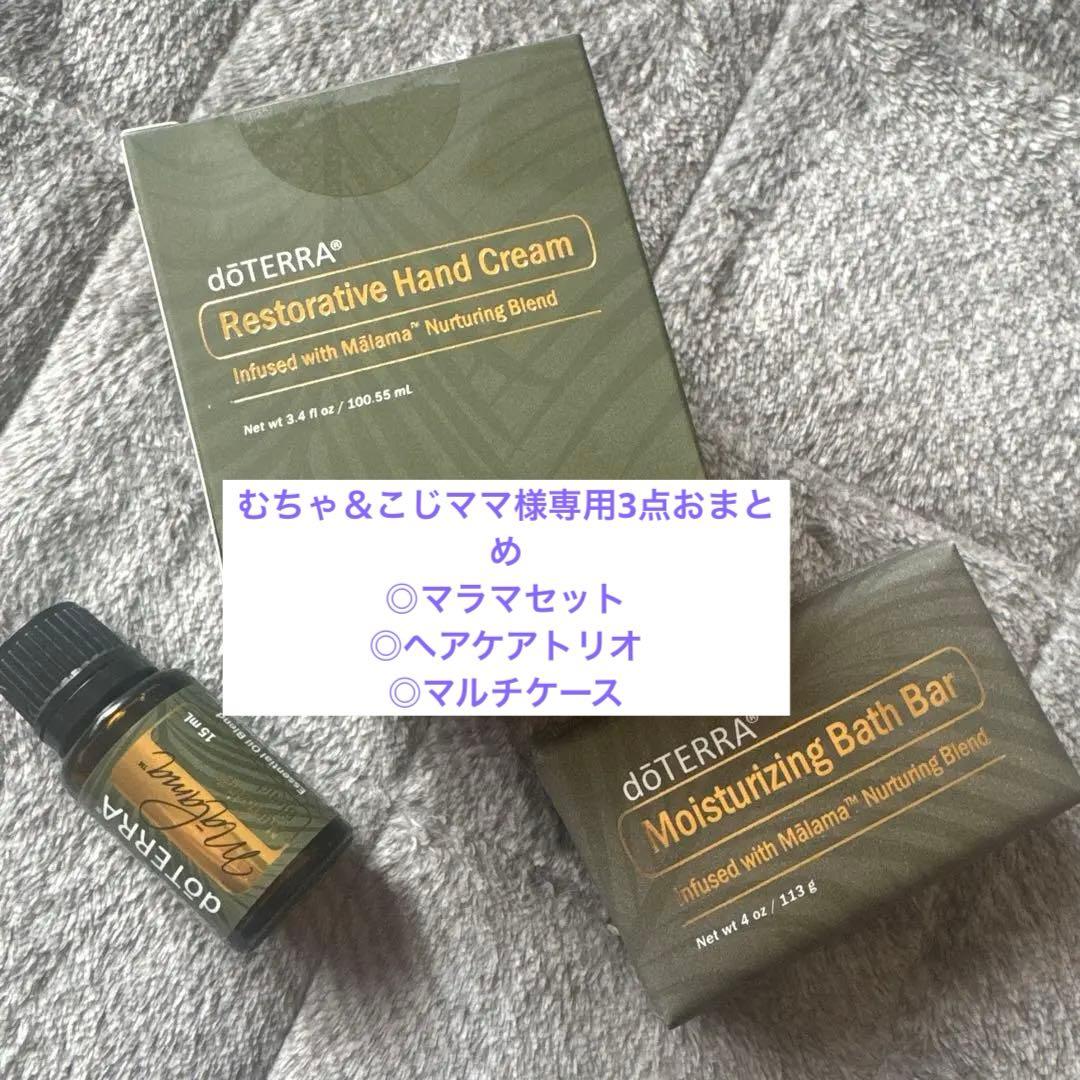 dōTERRA®
Restorative Hand Cream
Infused with Mālama™ Nurturing Blend
Net wt 3.4 fl oz / 100.55 mL
むちゃ&こじママ様専用3点おまと
め
◎マラマセット
◎ヘアケアトリオ
◎マルチケース
dōTERRA
Mālama™
Essential Oil Blend
15 mL
dōTERRA®
Moisturizing Bath Bar
Infused with Mālama™ Nurturing Blend
Net wt 4 oz / 113 g